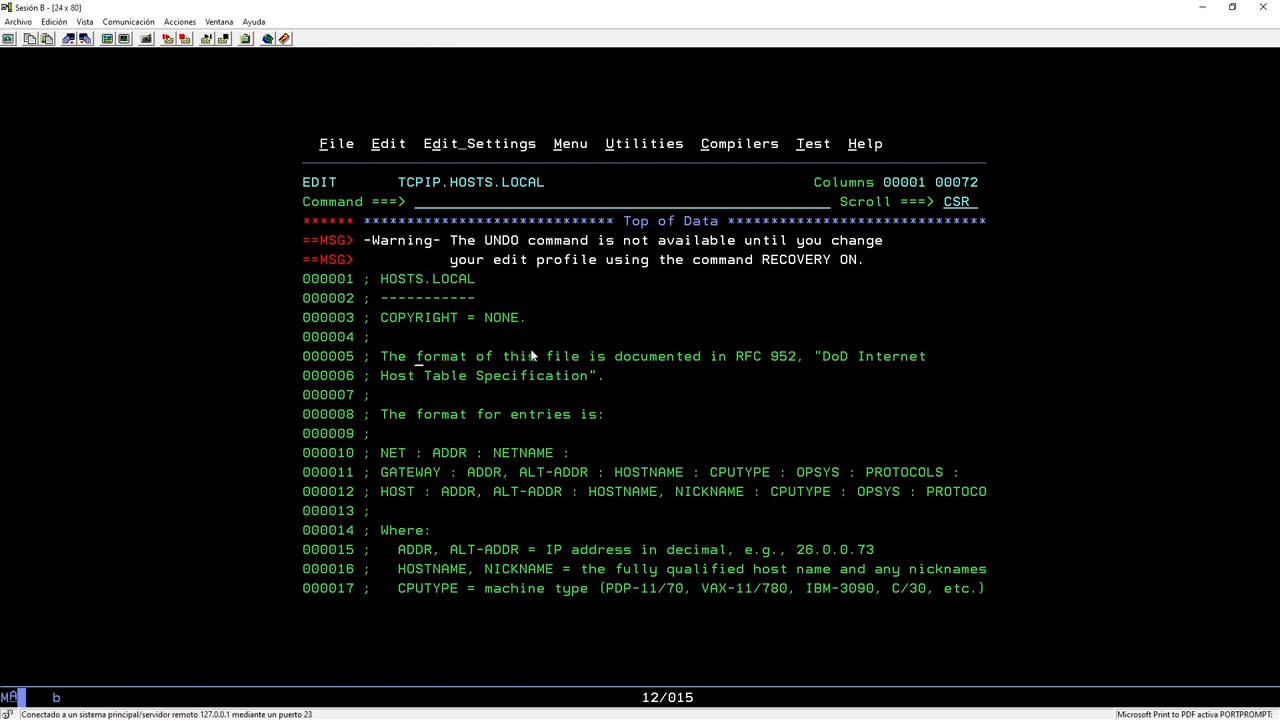 Sesión B - [24 x 80]
Archivo Edición Vista Comunicación Acciones Ventana Ayuda
File Edit Edit_Settings Menu Utilities Compilers Test Help
EDIT TCPIP.HOSTS.LOCAL Columns 00001 00072
Command ===> Scroll ===> CSR
****** ***************************** Top of Data ******************************
==MSG> -Warning- The UNDO command is not available until you change
==MSG> your edit profile using the command RECOVERY ON.
000001 ; HOSTS.LOCAL
000002 ; -----------
000003 ; COPYRIGHT = NONE.
000004 ;
000005 ; The format of this file is documented in RFC 952, "DoD Internet
000006 ; Host Table Specification".
000007 ;
000008 ; The format for entries is:
000009 ;
000010 ; NET : ADDR : NETNAME :
000011 ; GATEWAY : ADDR, ALT-ADDR : HOSTNAME : CPUTYPE : OPSYS : PROTOCOLS :
000012 ; HOST : ADDR, ALT-ADDR : HOSTNAME, NICKNAME : CPUTYPE : OPSYS : PROTOCO
000013 ;
000014 ; Where:
000015 ; ADDR, ALT-ADDR = IP address in decimal, e.g., 26.0.0.73
000016 ; HOSTNAME, NICKNAME = the fully qualified host name and any nicknames
000017 ; CPUTYPE = machine type (PDP-11/70, VAX-11/780, IBM-3090, C/30, etc.)
MA b 12/015
Conectado a un sistema principal/servidor remoto 127.0.0.1 mediante un puerto 23 Microsoft Print to PDF activa PORTPROMPT: